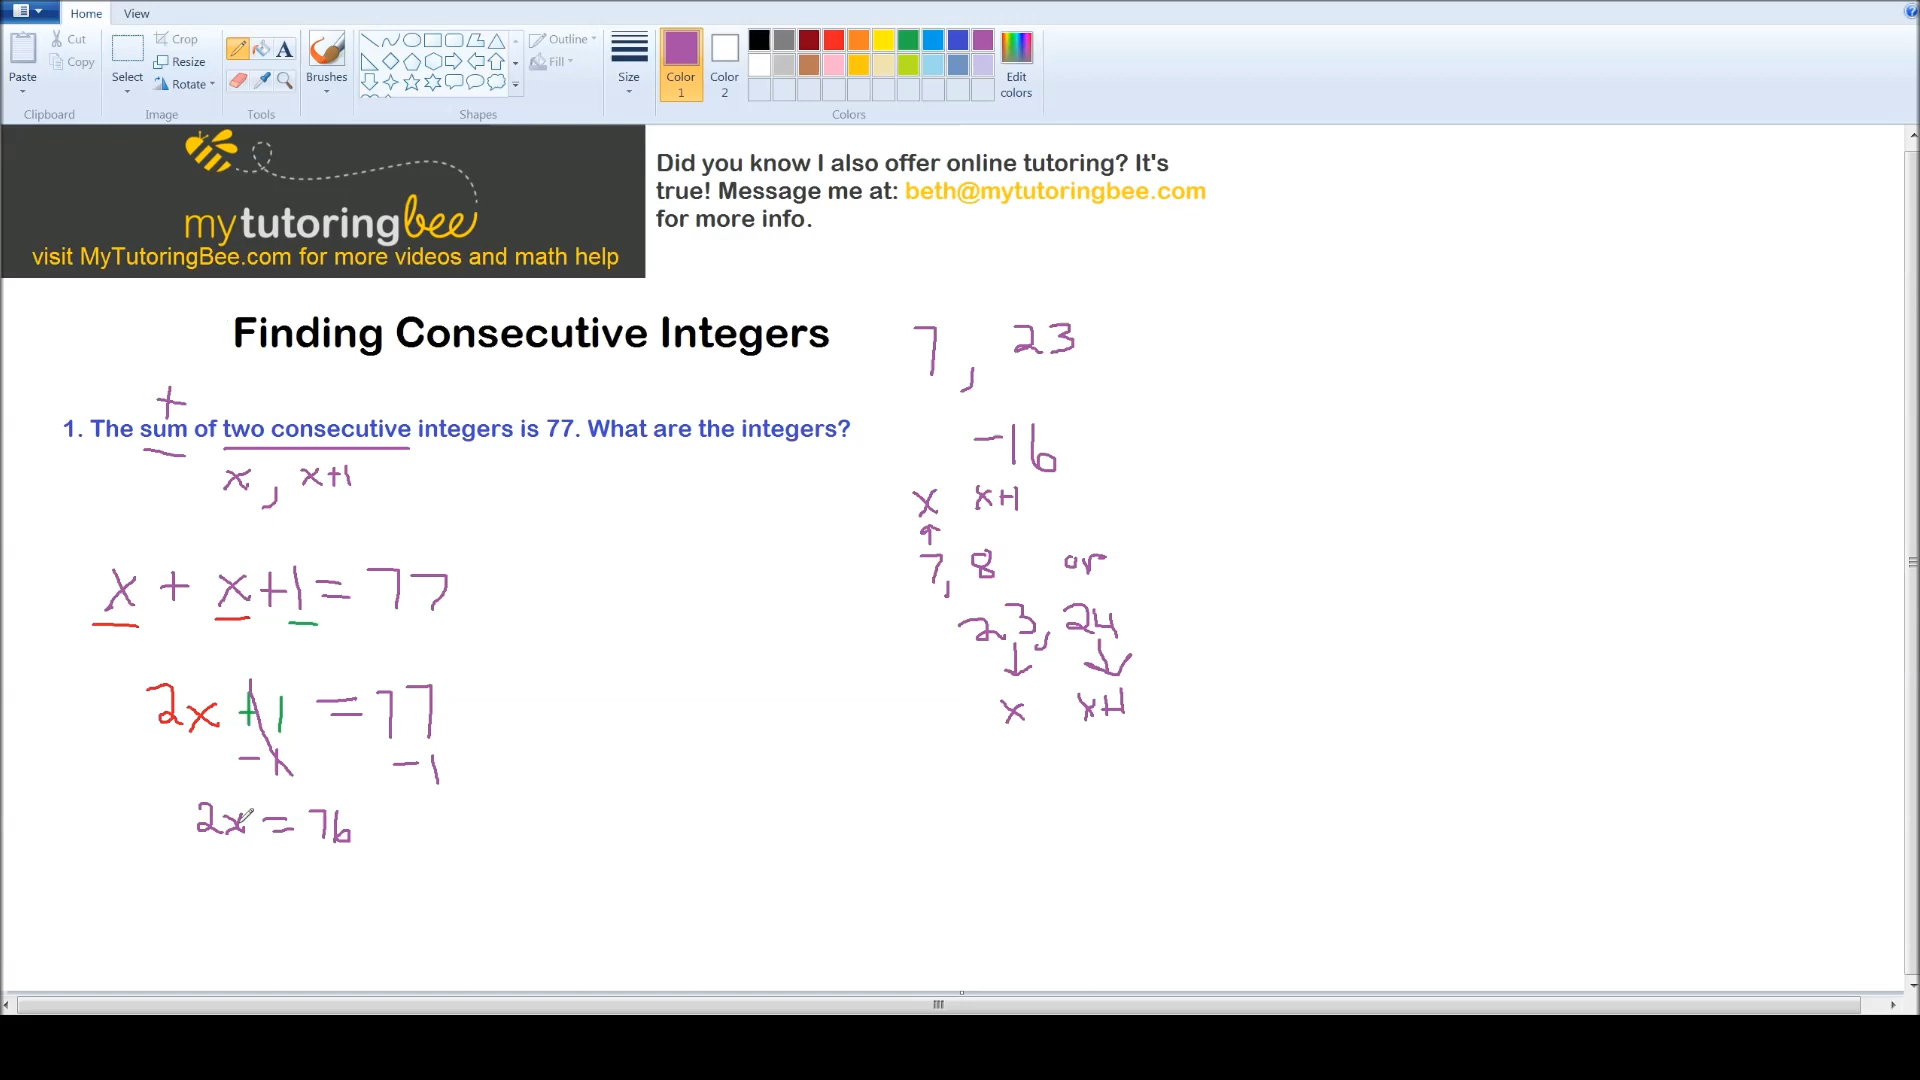 Home View
Paste
Cut
Copy
Clipboard
Select
Crop
Resize
Rotate
Image
A
Tools
Brushes
Outline
Fill
Shapes
Size
Color 1
Color 2
Edit colors
Colors
mytutoringbee
visit MyTutoringBee.com for more videos and math help
Did you know I also offer online tutoring? It's
true! Message me at: beth@mytutoringbee.com
for more info.
Finding Consecutive Integers
+
1. The sum of two consecutive integers is 77. What are the integers?
x, x+1
x + x+1 = 77
2x +1 = 77
-1 -1
2x = 76
7, 23
-16
x x+1
7, 8 or
23, 24
x x+1